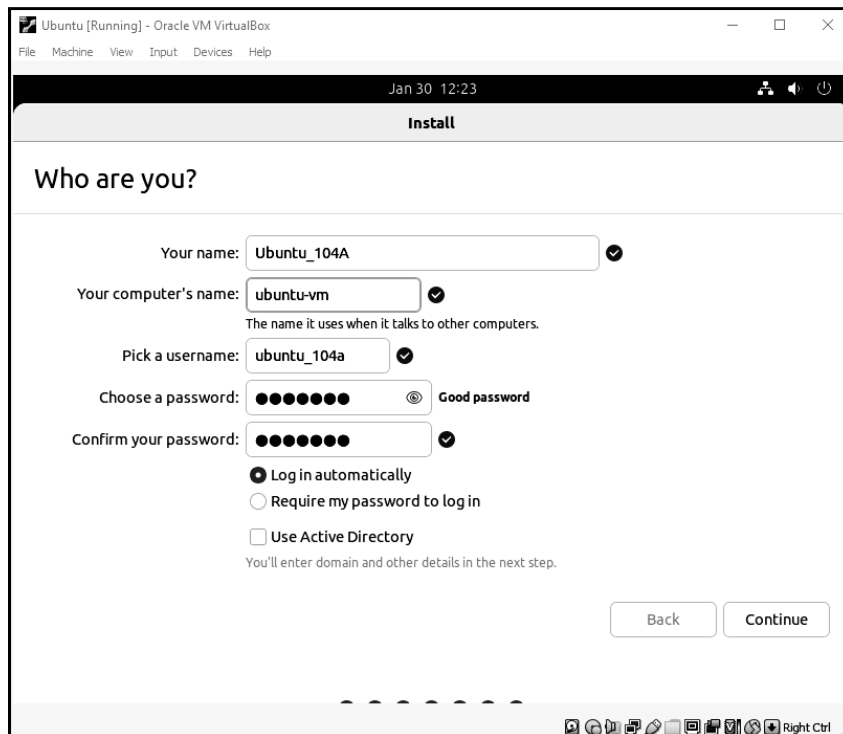 Ubuntu [Running] - Oracle VM VirtualBox
File Machine View Input Devices Help
Jan 30 12:23
Install
Who are you?
Your name: Ubuntu_104A
Your computer's name: ubuntu-vm
The name it uses when it talks to other computers.
Pick a username: ubuntu_104a
Choose a password: ●●●●●●● Good password
Confirm your password: ●●●●●●●
Log in automatically
Require my password to log in
Use Active Directory
You'll enter domain and other details in the next step.
Back Continue
Right Ctrl